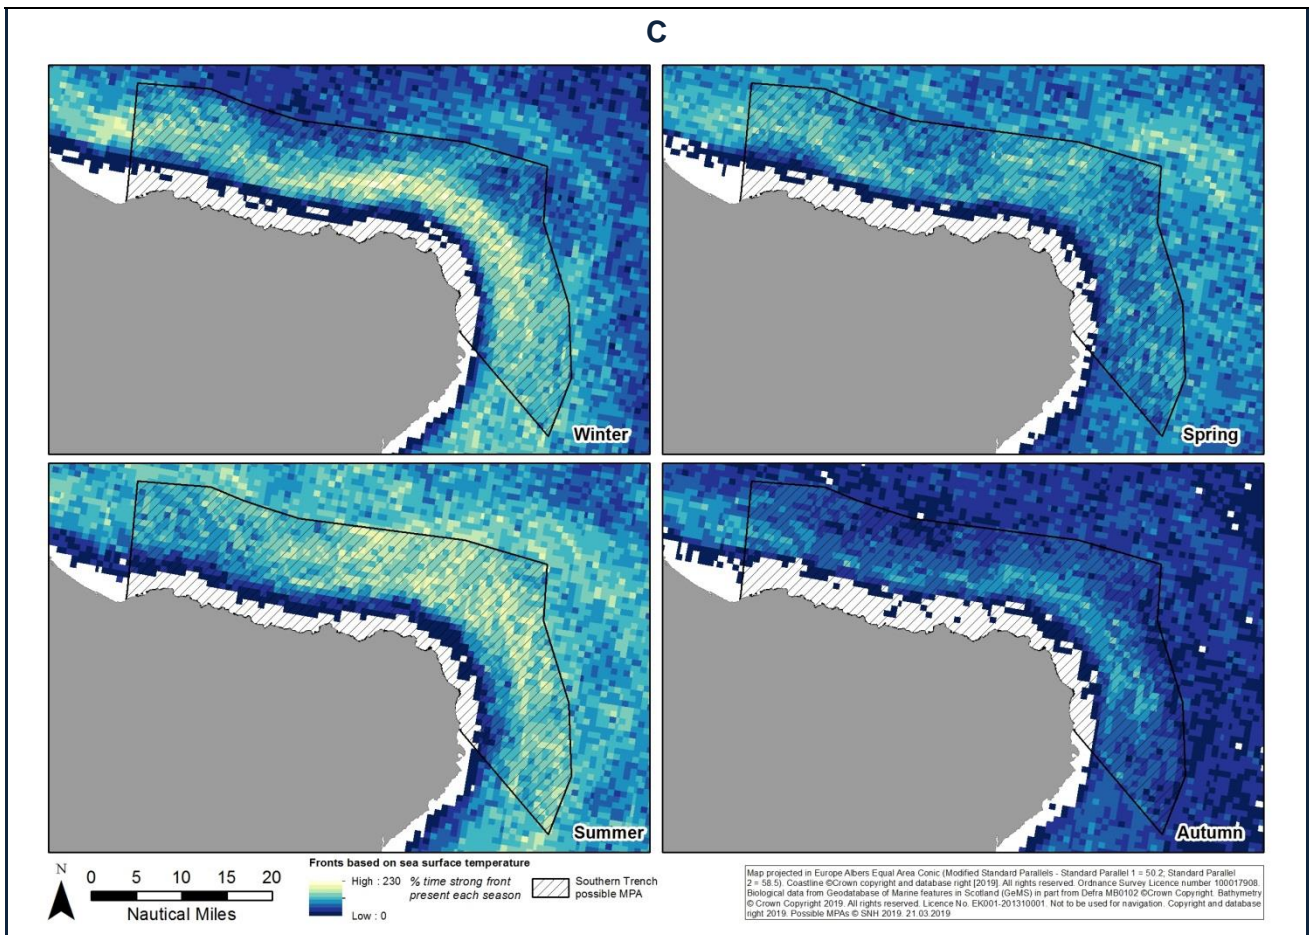 C
Winter
Spring
Summer
Autumn
N
0 5 10 15 20
Nautical Miles
Fronts based on sea surface temperature
High : 230
Low : 0
% time strong front
present each season
Southern Trench
possible MPA
Map projected in Europe Albers Equal Area Conic (Modified Standard Parallels - Standard Parallel 1 = 50.2; Standard Parallel
2 = 58.5). Coastline ©Crown copyright and database right [2019]. All rights reserved. Ordnance Survey Licence number 100017908.
Biological data from Geodatabase of Marine features in Scotland (GeMS) in part from Defra MB0102 ©Crown Copyright. Bathymetry
© Crown Copyright 2019. All rights reserved. Licence No. EK001-201310001. Not to be used for navigation. Copyright and database
right 2019. Possible MPAs © SNH 2019. 21.03.2019